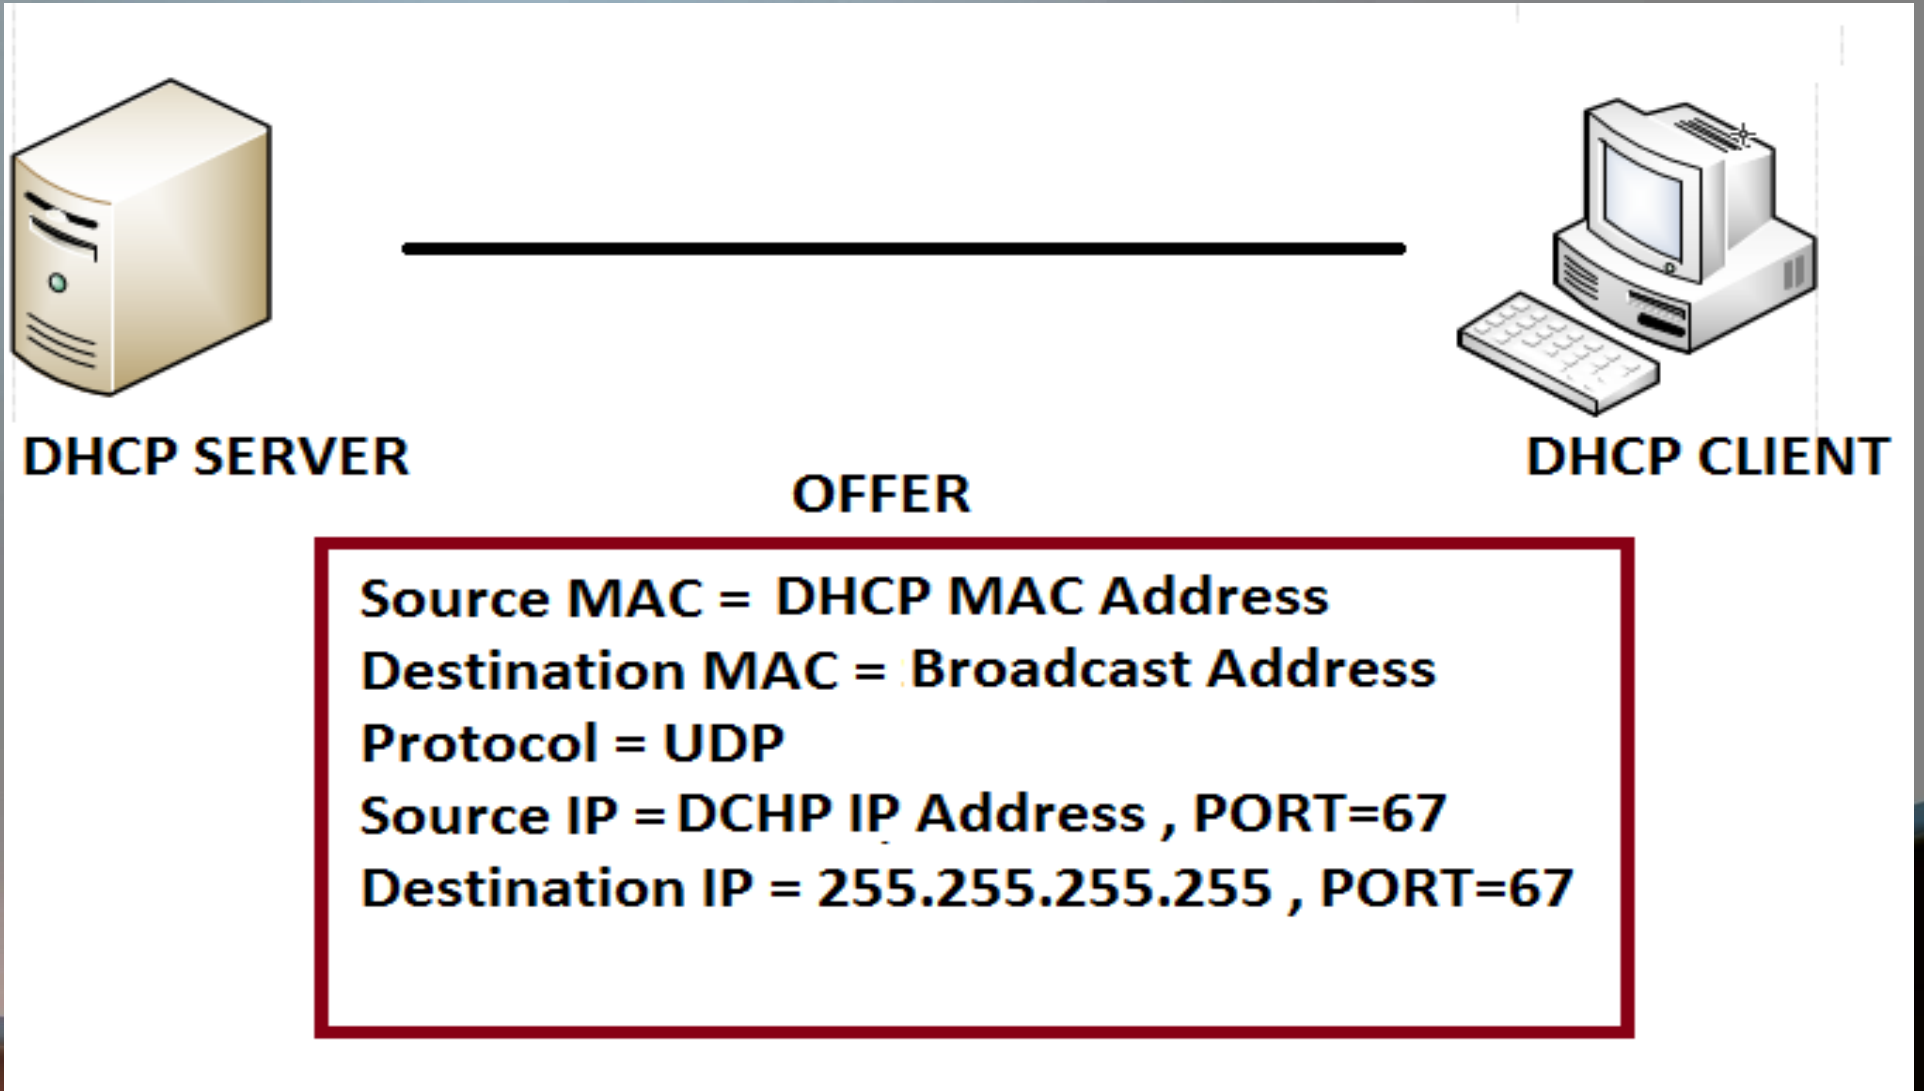 DHCP SERVER
DHCP CLIENT
OFFER
Source MAC = DHCP MAC Address
Destination MAC = Broadcast Address
Protocol = UDP
Source IP = DCHP IP Address , PORT=67
Destination IP = 255.255.255.255 , PORT=67